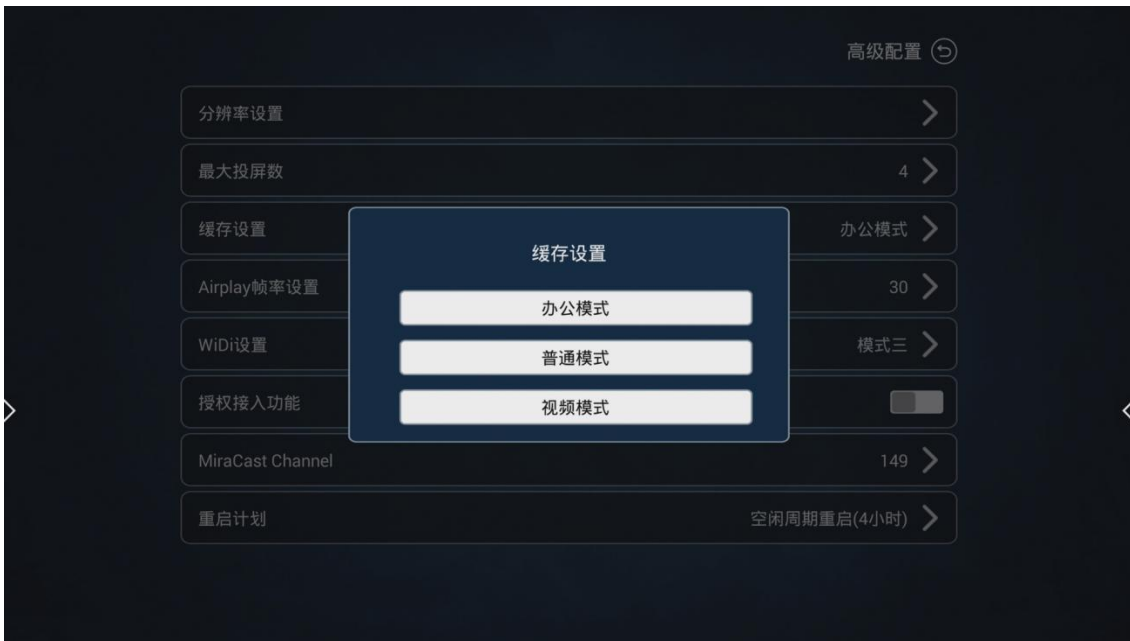 高级配置
分辨率设置
最大投屏数 4
缓存设置 办公模式
Airplay帧率设置 30
WiDi设置 模式三
授权接入功能
MiraCast Channel 149
重启计划 空闲周期重启(4小时)
缓存设置
办公模式
普通模式
视频模式